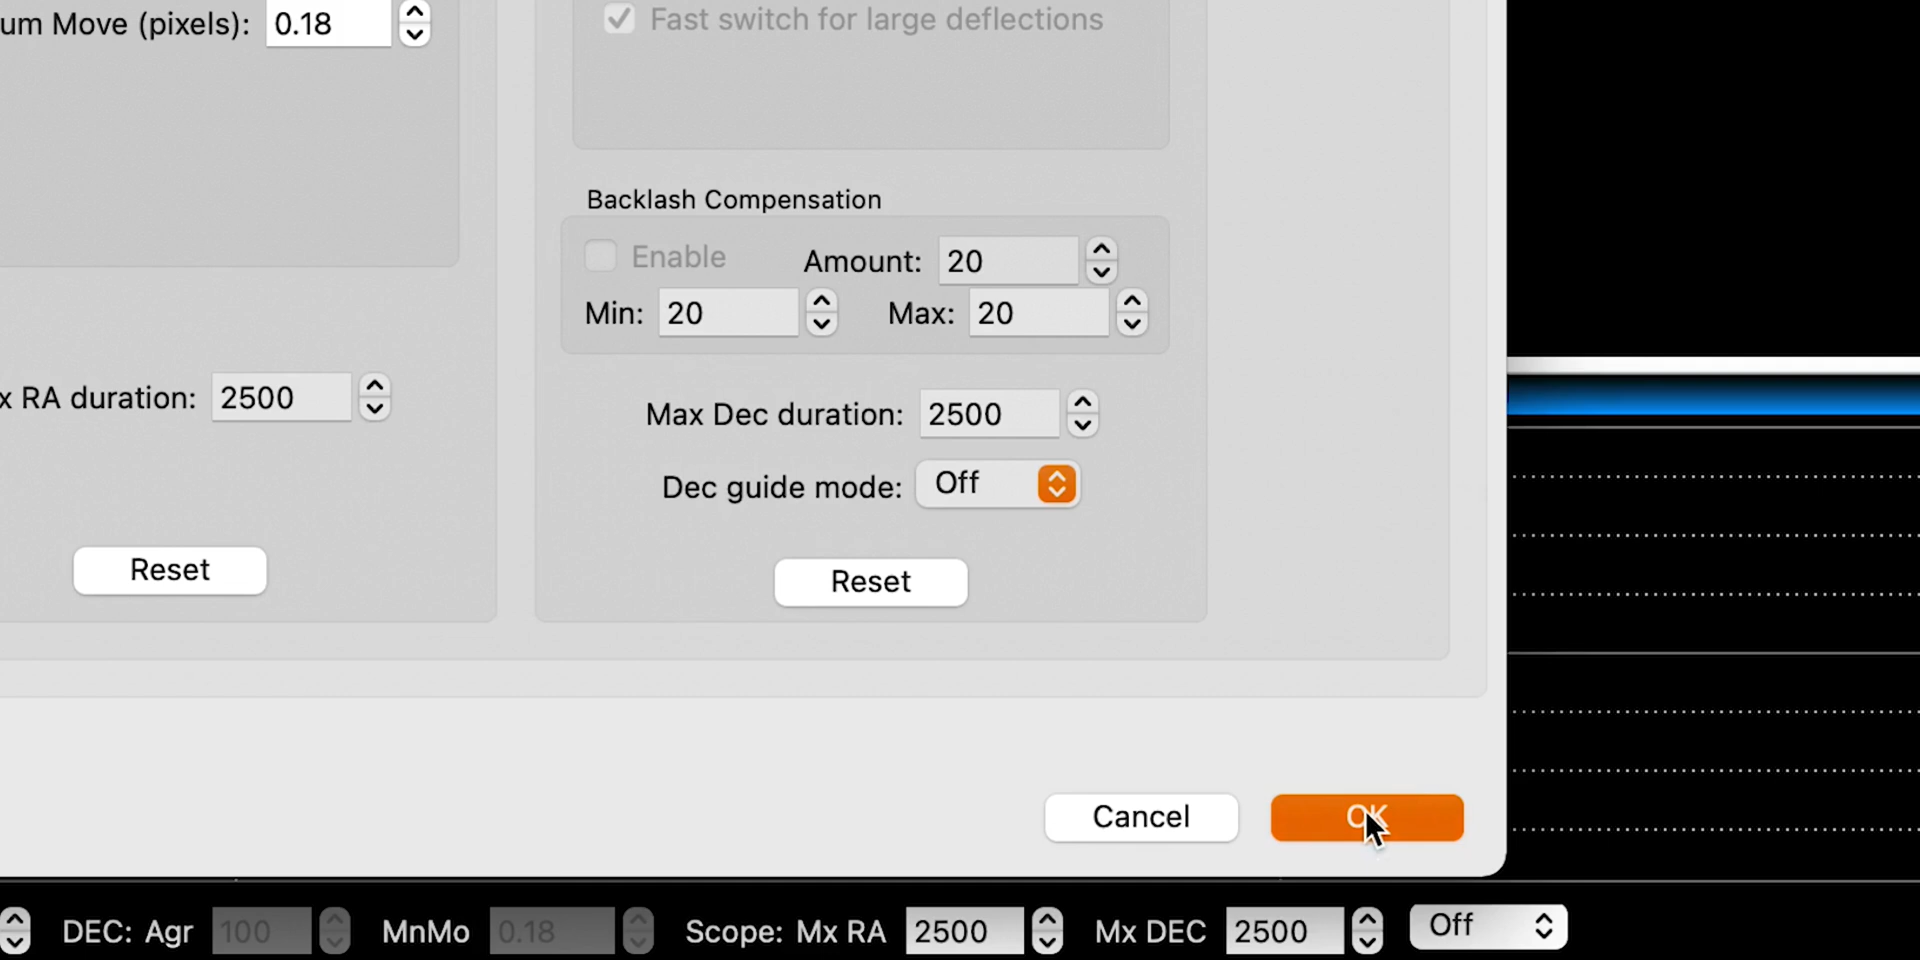 um Move (pixels): 0.18
Fast switch for large deflections
Backlash Compensation
Enable Amount: 20
Min: 20 Max: 20
x RA duration: 2500
Max Dec duration: 2500
Dec guide mode: Off
Reset
Reset
Cancel OK
DEC: Agr 100 MnMo 0.18 Scope: Mx RA 2500 Mx DEC 2500 Off